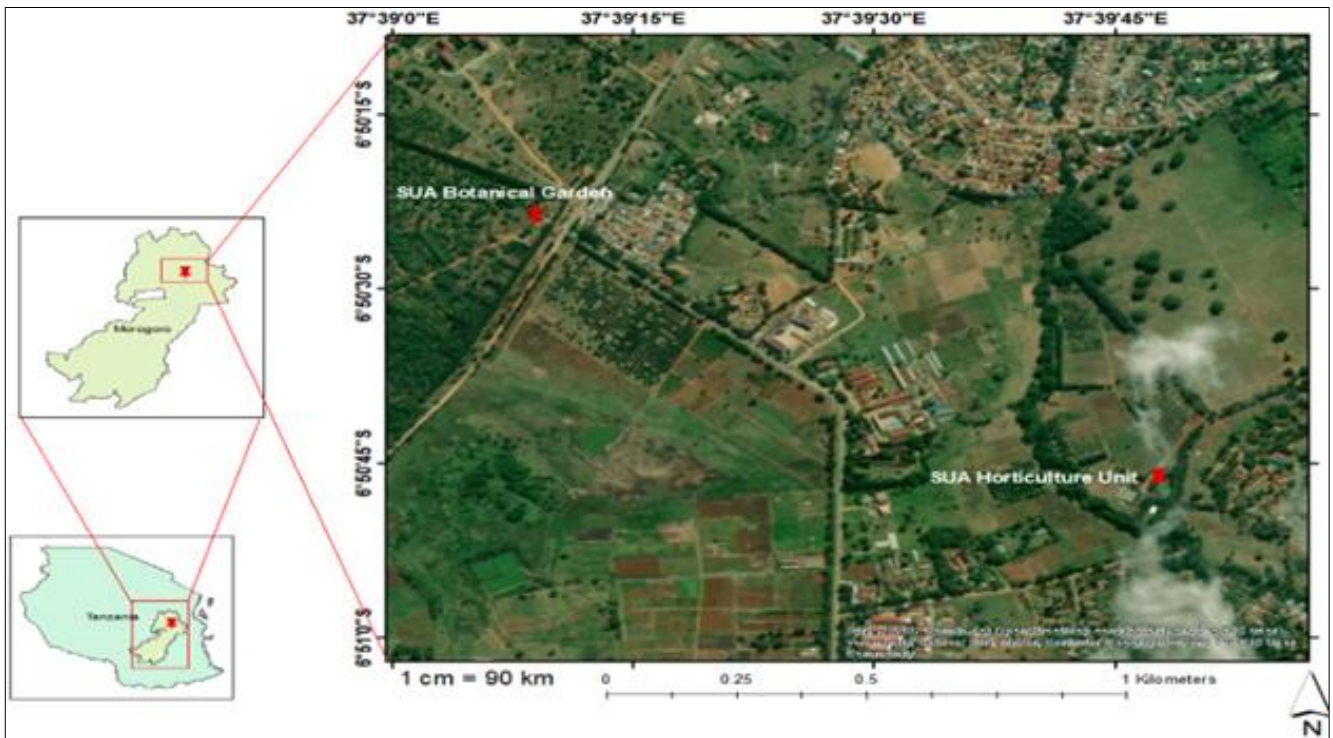 37°39'0"E 37°39'15"E 37°39'30"E 37°39'45"E
6°50'15"S
SUA Botanical Garden
6°50'30"S
Morogoro
6°50'45"S
SUA Horticulture Unit
Tanzania
6°51'0"S
1 cm = 90 km
0 0.25 0.5 1 Kilometers
N